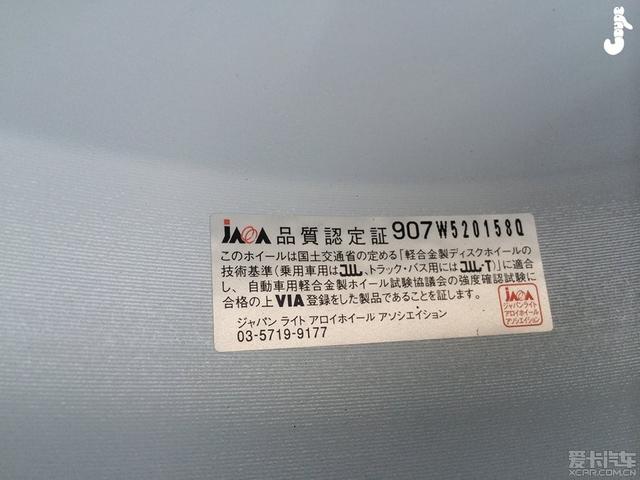 JAWA 品質認定証 907W520158Q
このホイールは国土交通省の定める「軽合金製ディスクホイールの
技術基準(乗用車用はJWL、トラック・バス用にはJWL-T)」に適合
し、自動車用軽合金製ホイール試験協議会の強度確認試験に
合格の上VIA登録をした製品であることを証します。
ジャパン ライト アロイホイール アソシエイション
03-5719-9177
JAWA
ジャパンライト
アロイホイール
アソシエイション
爱卡汽车
XCAR.COM.CN